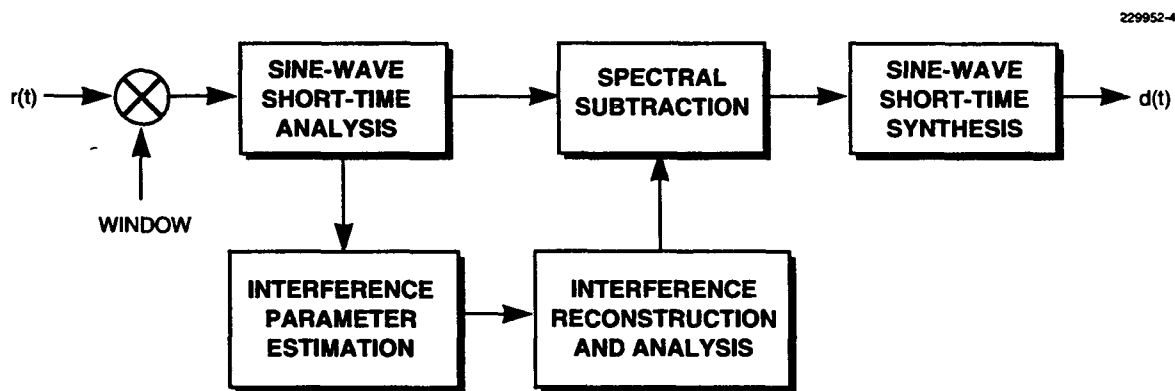 229952-4
r(t)
WINDOW
SINE-WAVE
SHORT-TIME
ANALYSIS
SPECTRAL
SUBTRACTION
SINE-WAVE
SHORT-TIME
SYNTHESIS
d(t)
INTERFERENCE
PARAMETER
ESTIMATION
INTERFERENCE
RECONSTRUCTION
AND ANALYSIS